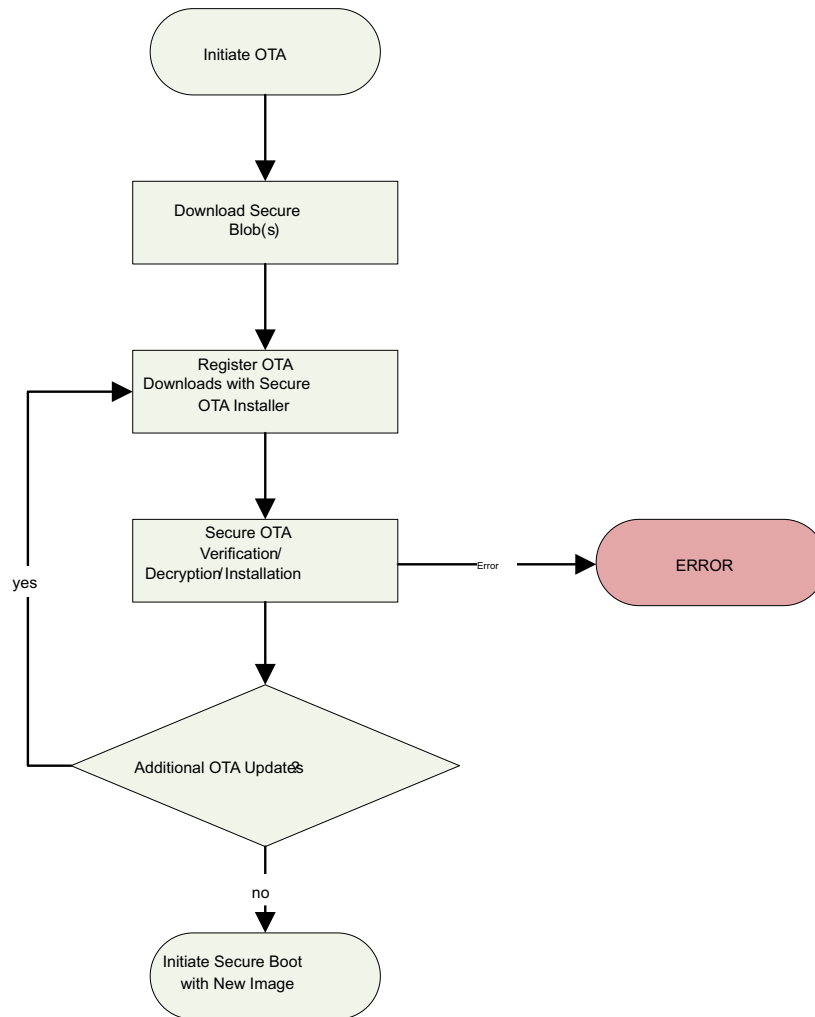 Initiate OTA
Download Secure
Blob(s)
Register OTA
Downloads with Secure
OTA Installer
Secure OTA
Verification/
Decryption/Installation
Error
ERROR
yes
Additional OTA Updates?
no
Initiate Secure Boot
with New Image